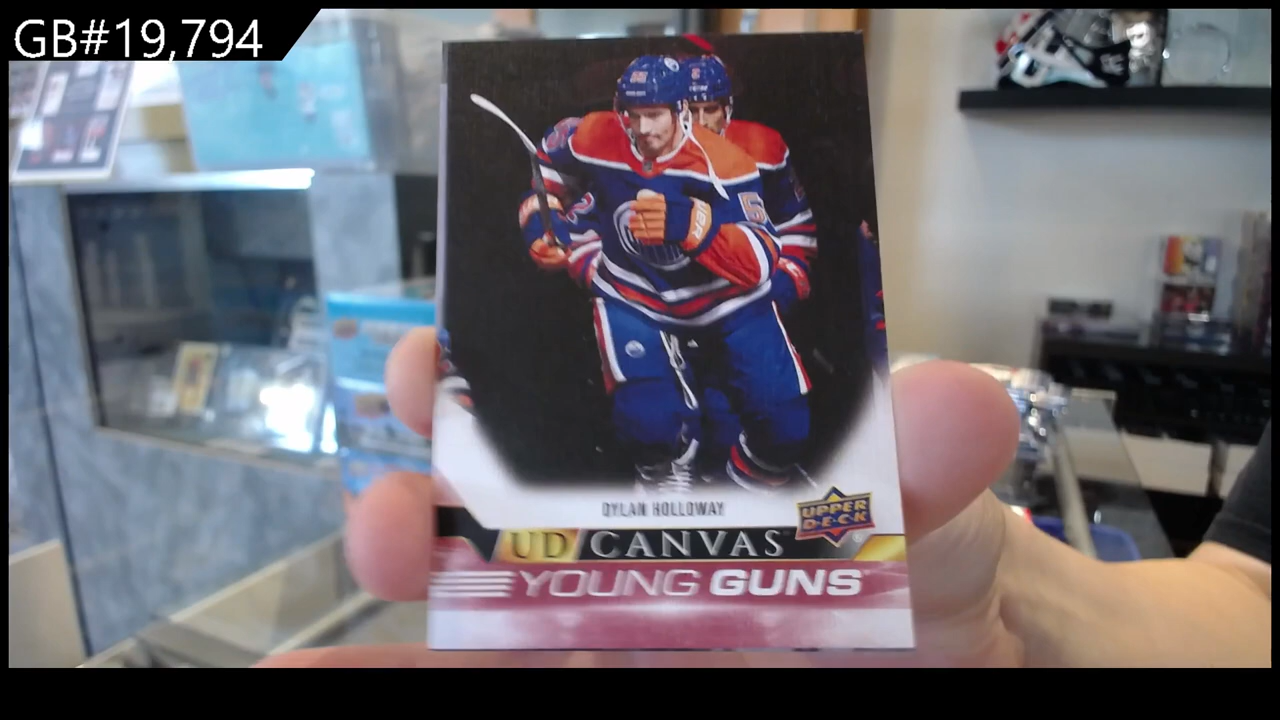 GB#19,794
DYLAN HOLLOWAY
UPPER
DECK
UD CANVAS
YOUNG GUNS